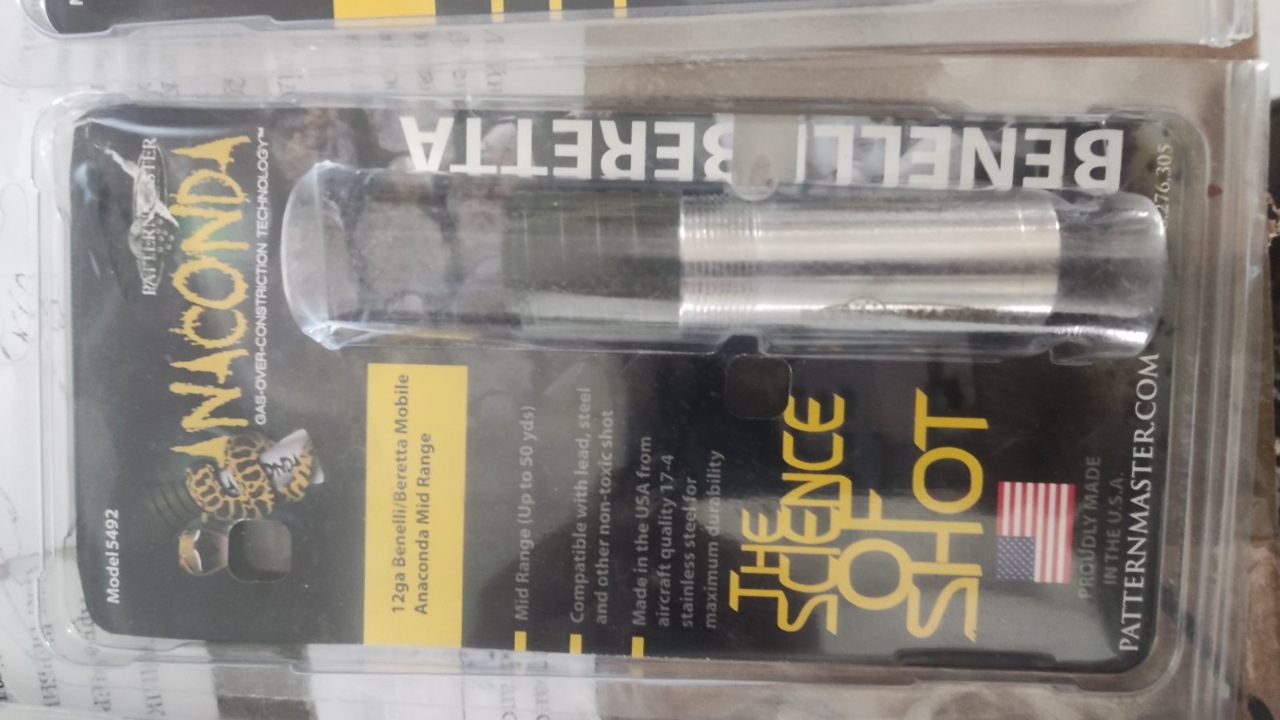 Model 5492
PATTERNMASTER
ANACONDA
GAS-OVER-CONSTRICTION TECHNOLOGY™
12ga Benelli/Beretta Mobile
Anaconda Mid Range
Mid Range (Up to 50 yds)
Compatible with lead, steel
and other non-toxic shot
Made in the USA from
aircraft quality 17-4
stainless steel for
maximum durability
THE
SCIENCE
OF
SHOT
PROUDLY MADE
IN THE U.S.A.
PATTERNMASTER.COM
BENELLI
BERETTA